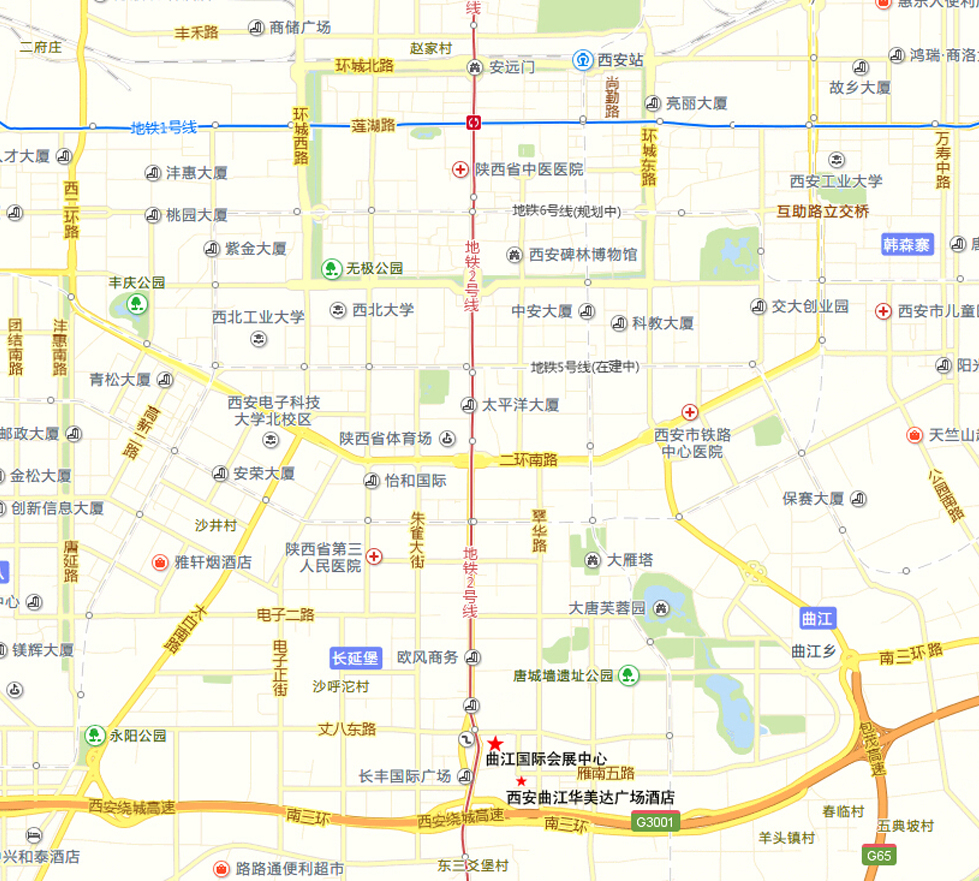 线
惠乐大便利
丰禾路
商储广场
二府庄
赵家村
环城北路
安远门
西安站
鸿瑞·商洛大
故乡大厦
尚勤路
亮丽大厦
地铁1号线
环城西路
莲湖路
环城东路
万寿中路
人才大厦
沣惠大厦
陕西省中医医院
西安工业大学
西二环路
桃园大厦
地铁6号线(规划中)
互助路立交桥
紫金大厦
地铁2号线
西安碑林博物馆
韩森寨
无极公园
丰庆公园
西北工业大学
西北大学
中安大厦
科教大厦
交大创业园
西安市儿童医
团结南路
沣惠南路
地铁5号线(在建中)
阳光
青松大厦
西安电子科技
大学北校区
太平洋大厦
高新二路
邮政大厦
陕西省体育场
西安市铁路
中心医院
天竺山
二环南路
金松大厦
安荣大厦
怡和国际
公园南路
保赛大厦
创新信息大厦
沙井村
朱雀大街
翠华路
唐延路
雅轩烟酒店
陕西省第三
人民医院
地铁2号线
大雁塔
中心
大唐芙蓉园
电子二路
太白南路
曲江
镁辉大厦
电子正街
长延堡
欧风商务
曲江乡
南三环路
唐城墙遗址公园
沙呼沱村
丈八东路
永阳公园
包茂高速
曲江国际会展中心
长丰国际广场
雁南五路
西安曲江华美达广场酒店
西安绕城高速
南三环
西安绕城高速
南三环
G3001
春临村
五典坡村
羊头镇村
中兴和泰酒店
G65
路路通便利超市
东三爻堡村